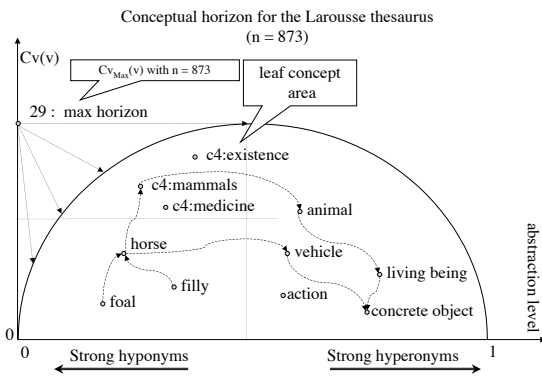 Conceptual horizon for the Larousse thesaurus
(n = 873)
Cv(v)
CvMax(v) with n = 873
leaf concept
area
29 : max horizon
c4:existence
c4:mammals
c4:medicine
animal
horse
vehicle
living being
filly
action
foal
concrete object
abstraction level
0
0
1
Strong hyponyms
Strong hyperonyms